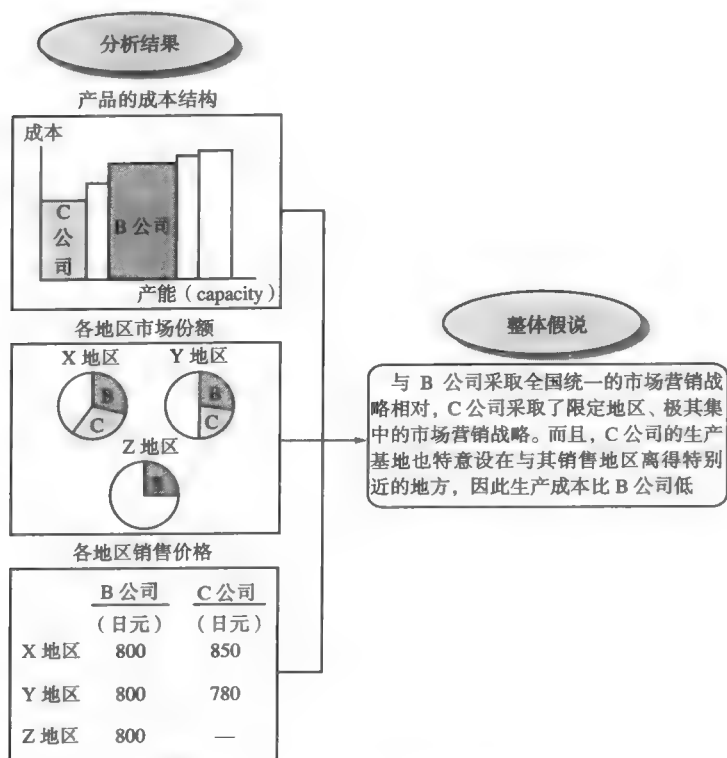 分析结果
产品的成本结构
成本
C
公
司
B 公司
产能（capacity）
各地区市场份额
X 地区
Y 地区
B
C
B
C
Z 地区
各地区销售价格
B 公司
C 公司
（日元）
（日元）
X 地区 800 850
Y 地区 800 780
Z 地区 800 —
整体假说
与 B 公司采取全国统一的市场营销战
略相对，C 公司采取了限定地区、极其集
中的市场营销战略。而且，C 公司的生产
基地也特意设在与其销售地区离得特别
近的地方，因此生产成本比 B 公司低